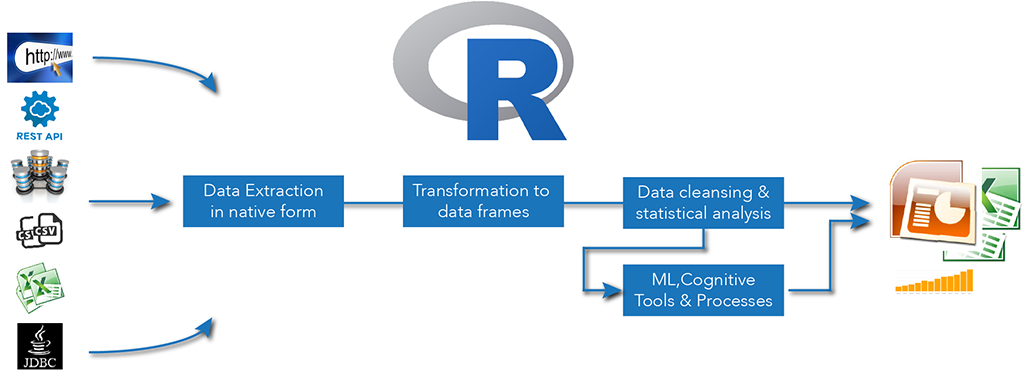 http://www.
REST API
CS CSV
X
X X
JDBC
R
Data Extraction
in native form
Transformation to
data frames
Data cleansing &
statistical analysis
ML,Cognitive
Tools & Processes
X